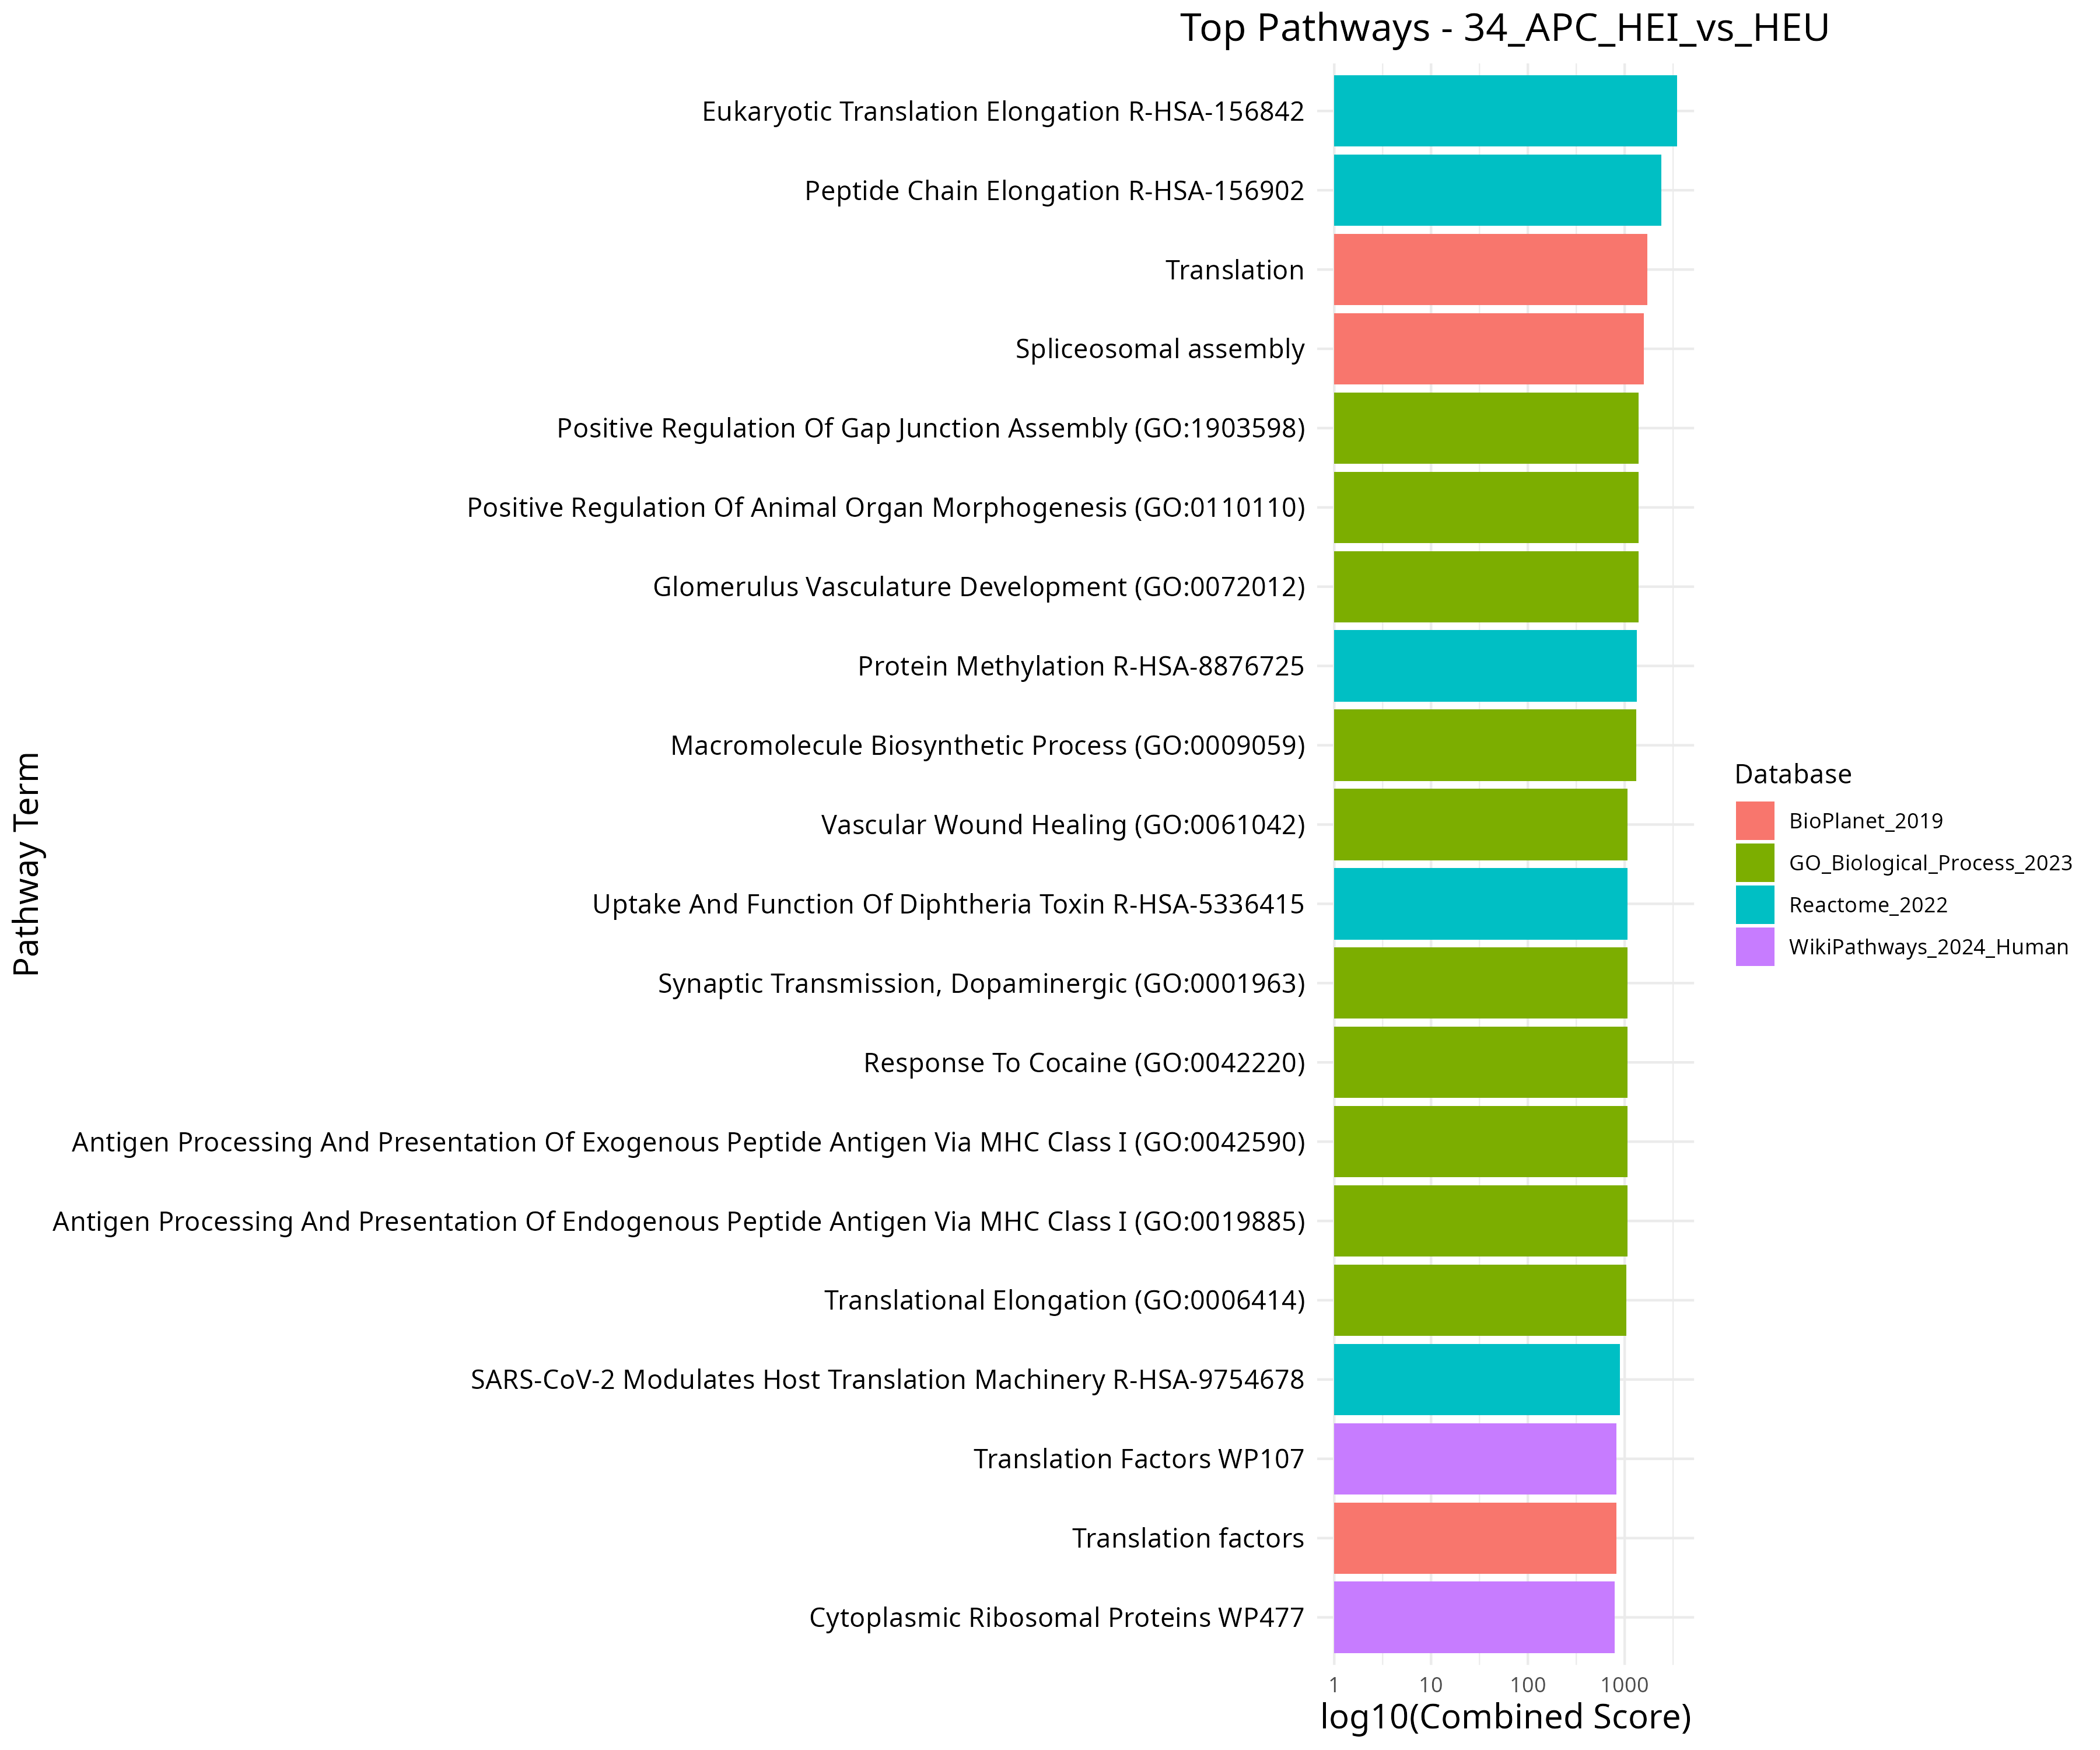 Top Pathways - 34_APC_HEI_vs_HEU
Pathway Term
Eukaryotic Translation Elongation R-HSA-156842
Peptide Chain Elongation R-HSA-156902
Translation
Spliceosomal assembly
Positive Regulation Of Gap Junction Assembly (GO:1903598)
Positive Regulation Of Animal Organ Morphogenesis (GO:0110110)
Glomerulus Vasculature Development (GO:0072012)
Protein Methylation R-HSA-8876725
Macromolecule Biosynthetic Process (GO:0009059)
Vascular Wound Healing (GO:0061042)
Uptake And Function Of Diphtheria Toxin R-HSA-5336415
Synaptic Transmission, Dopaminergic (GO:0001963)
Response To Cocaine (GO:0042220)
Antigen Processing And Presentation Of Exogenous Peptide Antigen Via MHC Class I (GO:0042590)
Antigen Processing And Presentation Of Endogenous Peptide Antigen Via MHC Class I (GO:0019885)
Translational Elongation (GO:0006414)
SARS-CoV-2 Modulates Host Translation Machinery R-HSA-9754678
Translation Factors WP107
Translation factors
Cytoplasmic Ribosomal Proteins WP477
1 10 100 1000
log10(Combined Score)
Database
BioPlanet_2019
GO_Biological_Process_2023
Reactome_2022
WikiPathways_2024_Human